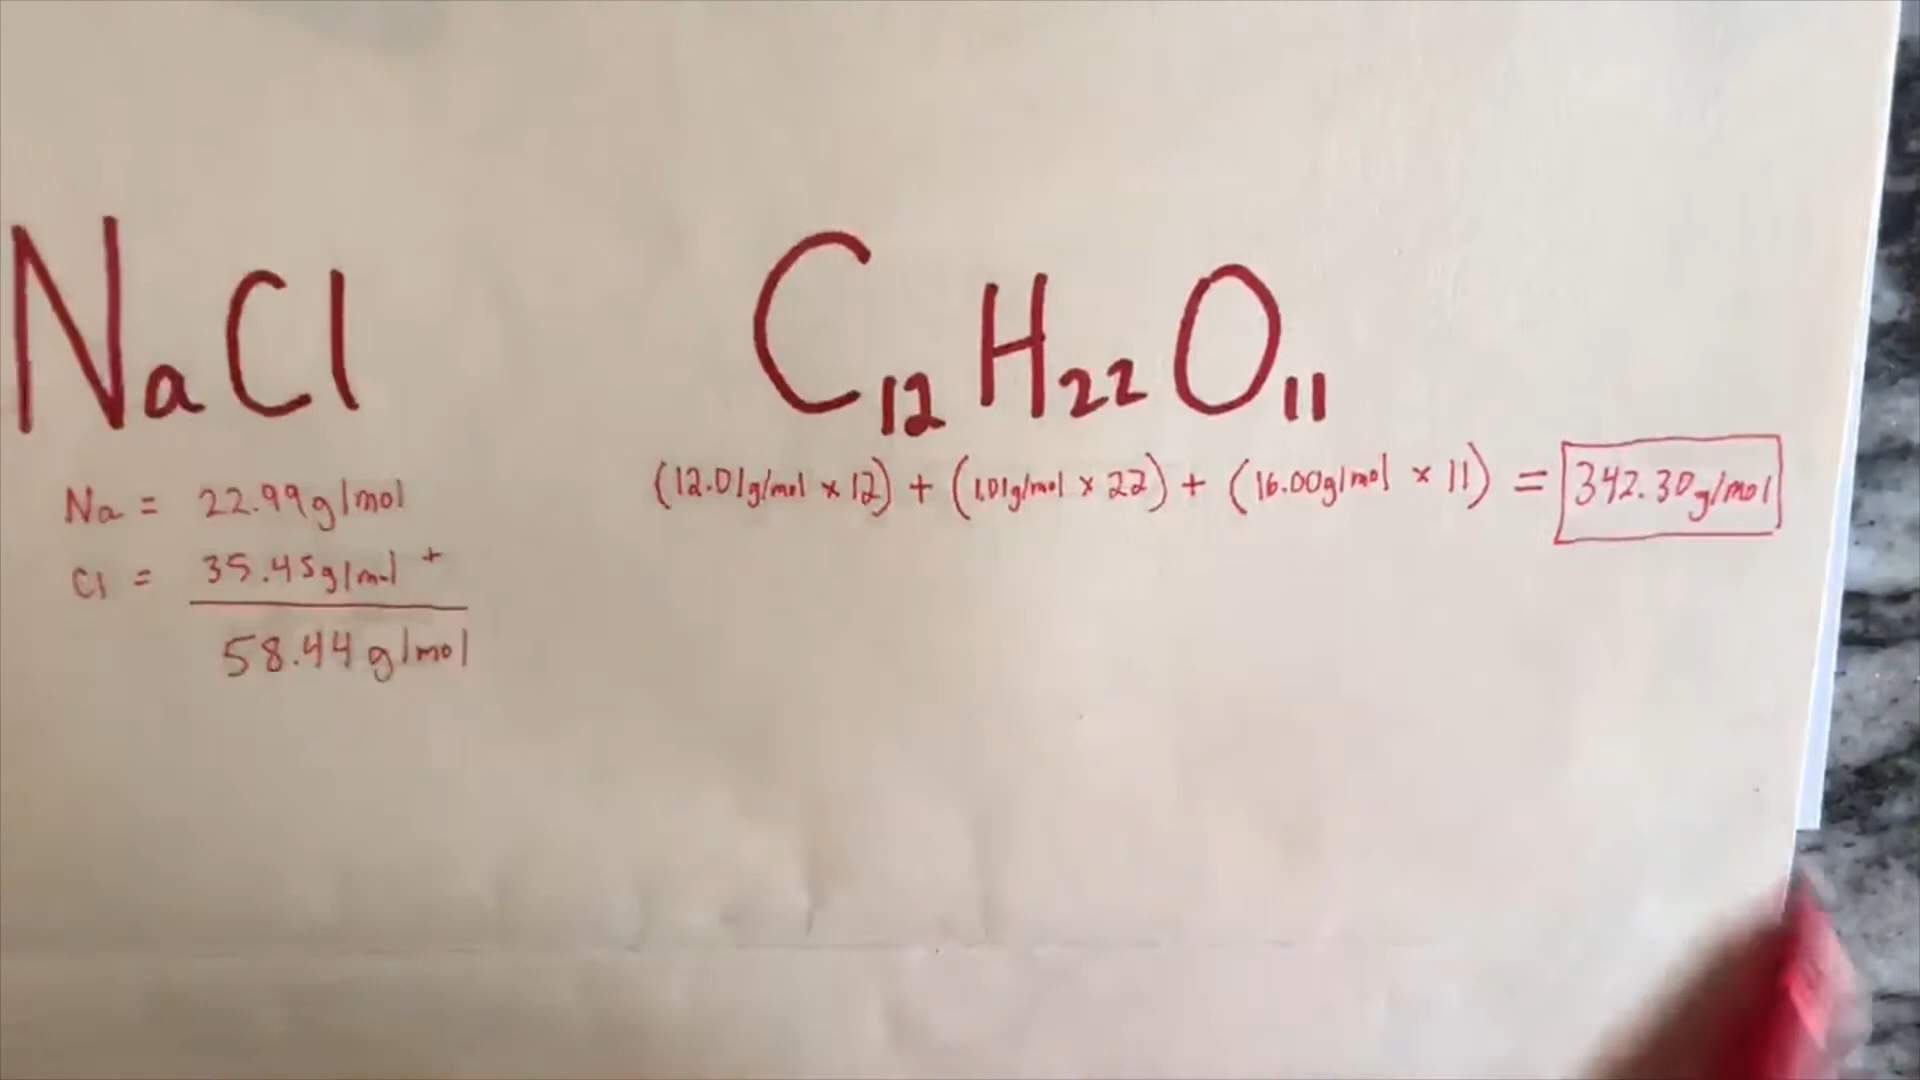 NaCl
Na = 22.99g/mol
Cl = 35.45g/mol +
58.44 g/mol
C₁₂H₂₂O₁₁
(12.01g/mol × 12) + (1.01g/mol × 22) + (16.00g/mol × 11) = 342.30g/mol